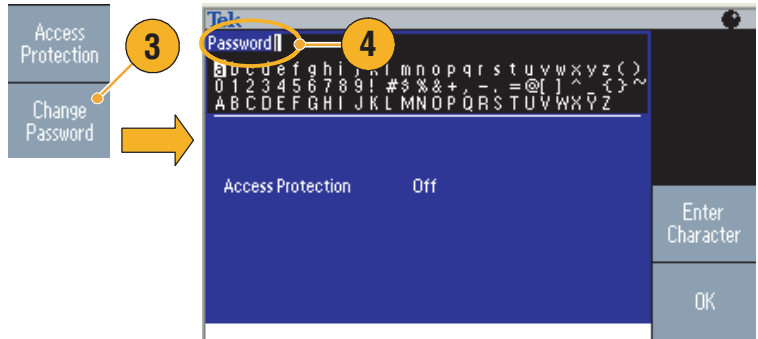 Access
Protection
3
Change
Password
Tek
Password
4
a b c d e f g h i j k l m n o p q r s t u v w x y z ( )
0 1 2 3 4 5 6 7 8 9 ! # $ % & + , - . = @ [ ] ^ _ { } ~
A B C D E F G H I J K L M N O P Q R S T U V W X Y Z
Access Protection Off
Enter
Character
OK